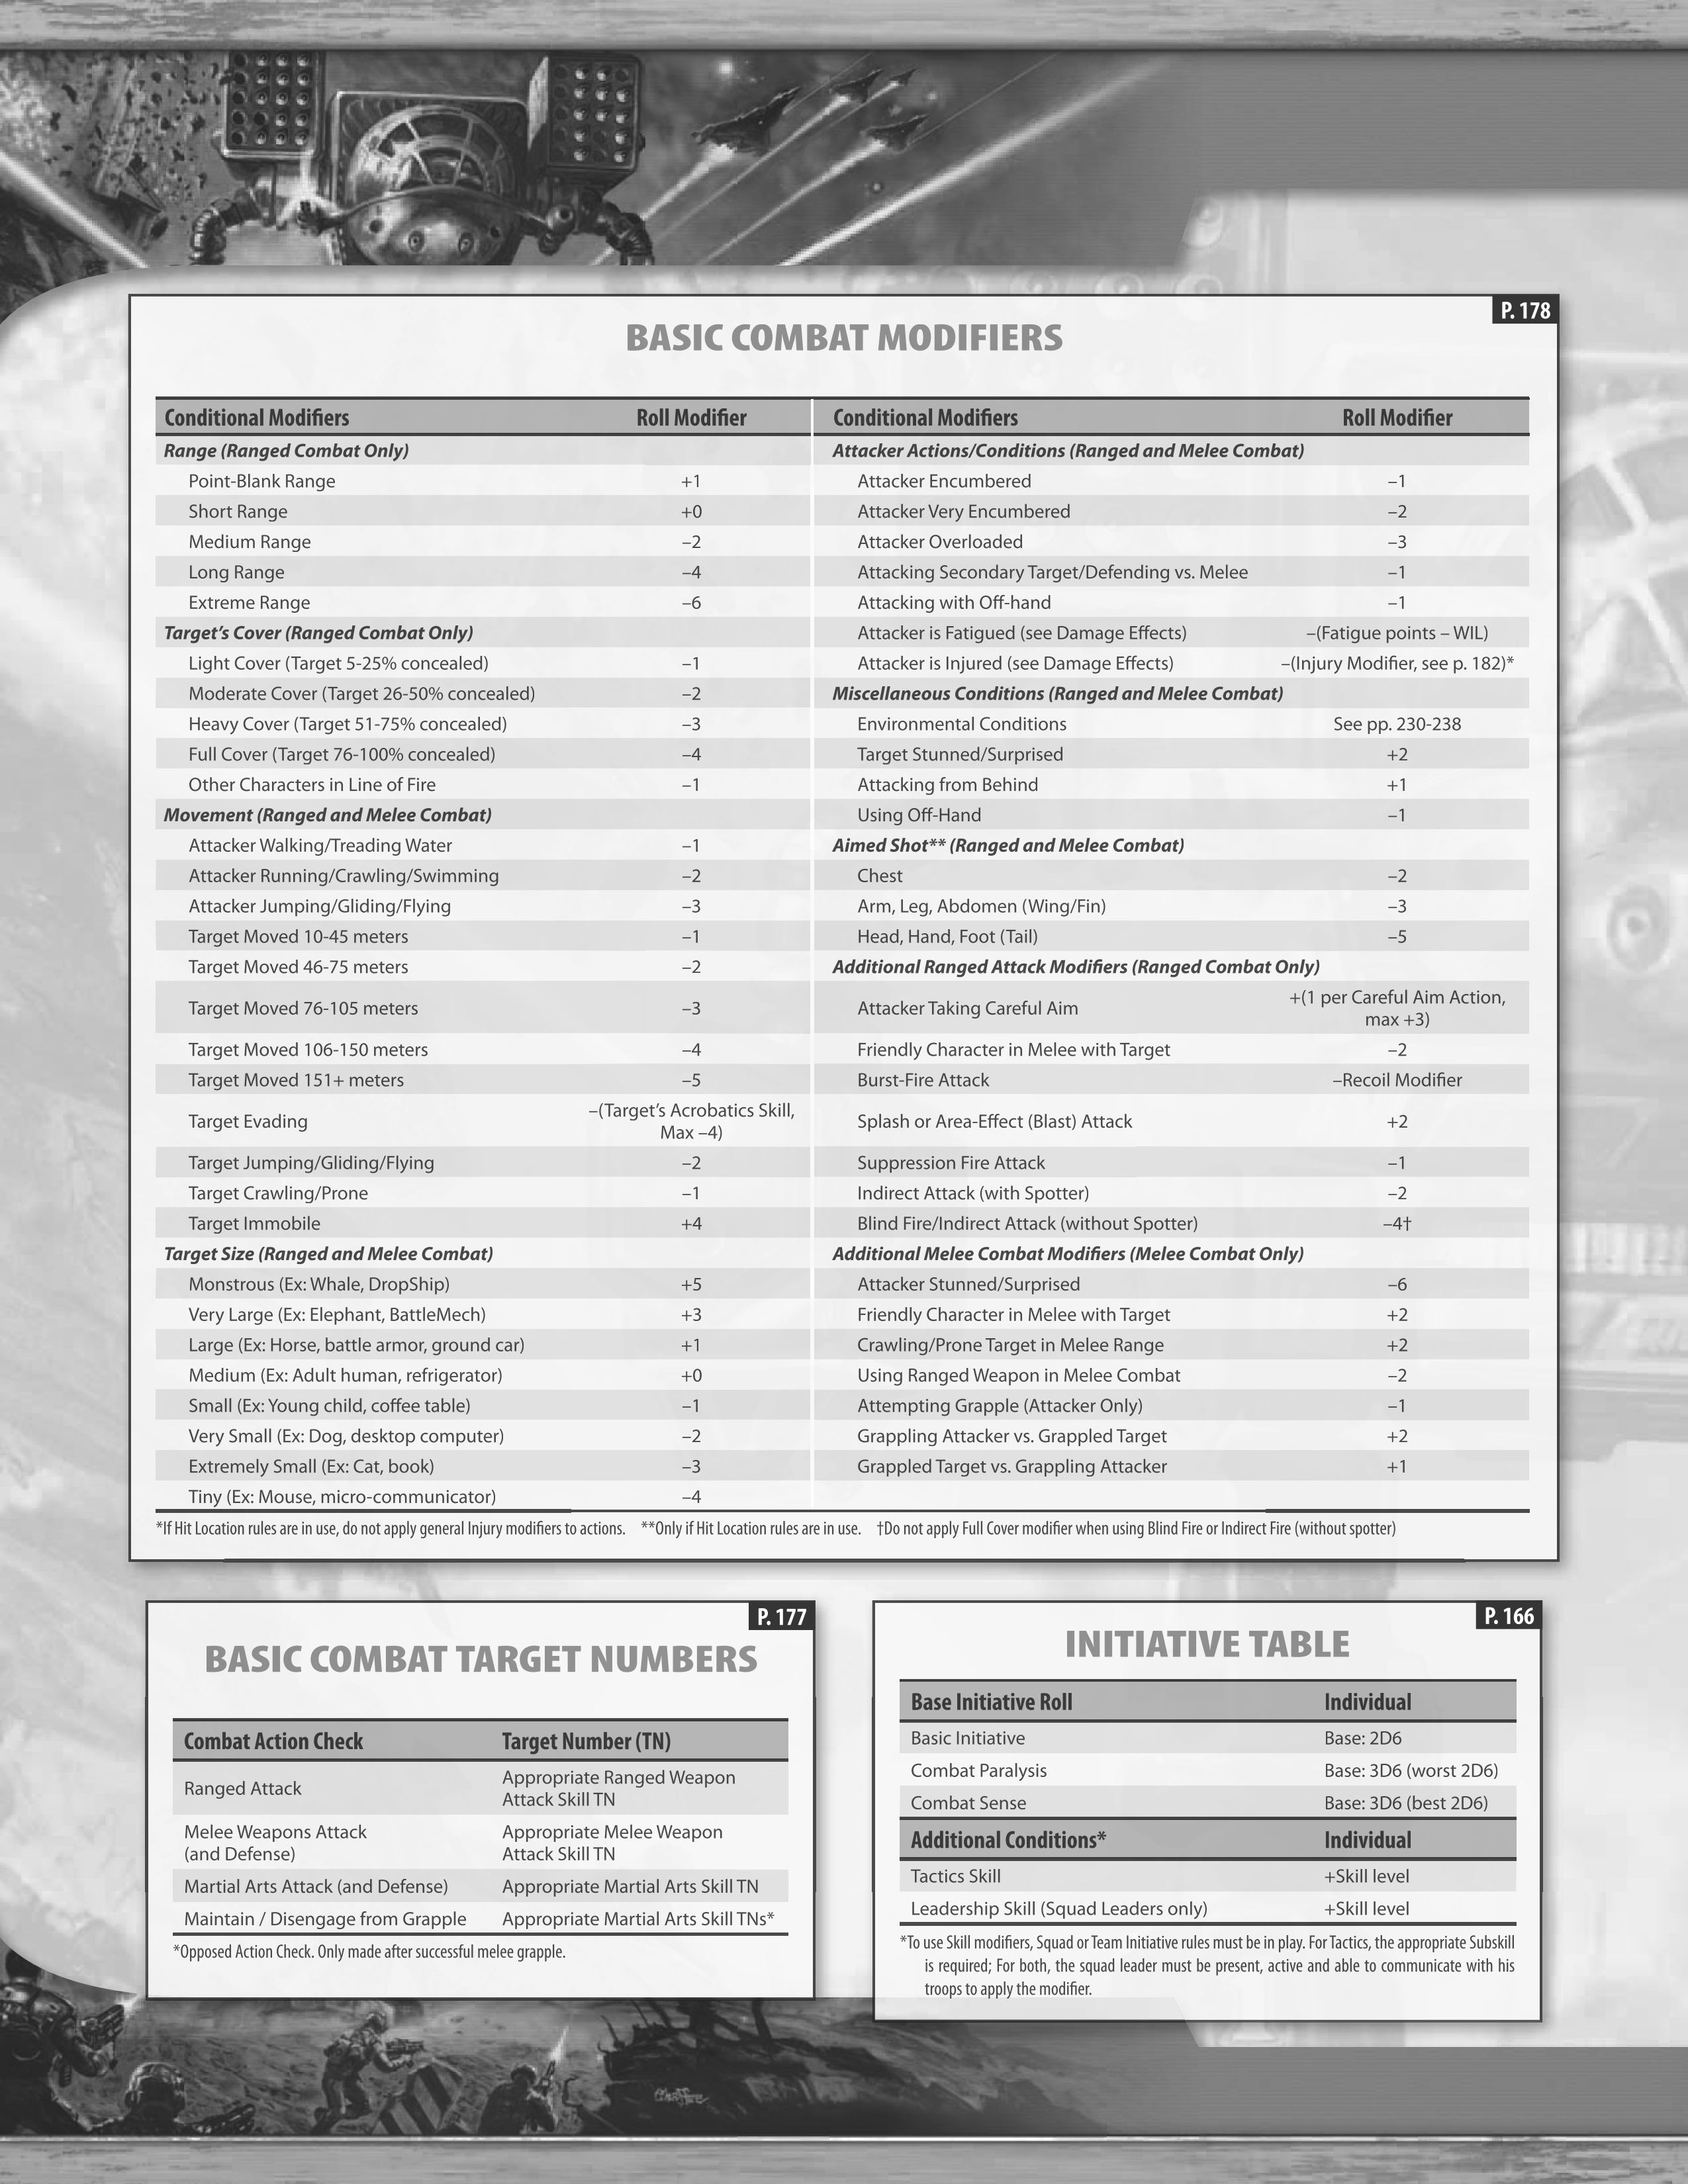 P. 178
BASIC COMBAT MODIFIERS
Conditional Modifiers Roll Modifier
Range (Ranged Combat Only)
Point-Blank Range +1
Short Range +0
Medium Range –2
Long Range –4
Extreme Range –6
Target’s Cover (Ranged Combat Only)
Light Cover (Target 5-25% concealed) –1
Moderate Cover (Target 26-50% concealed) –2
Heavy Cover (Target 51-75% concealed) –3
Full Cover (Target 76-100% concealed) –4
Other Characters in Line of Fire –1
Movement (Ranged and Melee Combat)
Attacker Walking/Treading Water –1
Attacker Running/Crawling/Swimming –2
Attacker Jumping/Gliding/Flying –3
Target Moved 10-45 meters –1
Target Moved 46-75 meters –2
Target Moved 76-105 meters –3
Target Moved 106-150 meters –4
Target Moved 151+ meters –5
Target Evading –(Target’s Acrobatics Skill,
Max –4)
Target Jumping/Gliding/Flying –2
Target Crawling/Prone –1
Target Immobile +4
Target Size (Ranged and Melee Combat)
Monstrous (Ex: Whale, DropShip) +5
Very Large (Ex: Elephant, BattleMech) +3
Large (Ex: Horse, battle armor, ground car) +1
Medium (Ex: Adult human, refrigerator) +0
Small (Ex: Young child, coffee table) –1
Very Small (Ex: Dog, desktop computer) –2
Extremely Small (Ex: Cat, book) –3
Tiny (Ex: Mouse, micro-communicator) –4
Conditional Modifiers Roll Modifier
Attacker Actions/Conditions (Ranged and Melee Combat)
Attacker Encumbered –1
Attacker Very Encumbered –2
Attacker Overloaded –3
Attacking Secondary Target/Defending vs. Melee –1
Attacking with Off-hand –1
Attacker is Fatigued (see Damage Effects) –(Fatigue points – WIL)
Attacker is Injured (see Damage Effects) –(Injury Modifier, see p. 182)*
Miscellaneous Conditions (Ranged and Melee Combat)
Environmental Conditions See pp. 230-238
Target Stunned/Surprised +2
Attacking from Behind +1
Using Off-Hand –1
Aimed Shot** (Ranged and Melee Combat)
Chest –2
Arm, Leg, Abdomen (Wing/Fin) –3
Head, Hand, Foot (Tail) –5
Additional Ranged Attack Modifiers (Ranged Combat Only)
Attacker Taking Careful Aim +(1 per Careful Aim Action,
max +3)
Friendly Character in Melee with Target –2
Burst-Fire Attack –Recoil Modifier
Splash or Area-Effect (Blast) Attack +2
Suppression Fire Attack –1
Indirect Attack (with Spotter) –2
Blind Fire/Indirect Attack (without Spotter) –4†
Additional Melee Combat Modifiers (Melee Combat Only)
Attacker Stunned/Surprised –6
Friendly Character in Melee with Target +2
Crawling/Prone Target in Melee Range +2
Using Ranged Weapon in Melee Combat –2
Attempting Grapple (Attacker Only) –1
Grappling Attacker vs. Grappled Target +2
Grappled Target vs. Grappling Attacker +1
*If Hit Location rules are in use, do not apply general Injury modifiers to actions. **Only if Hit Location rules are in use. †Do not apply Full Cover modifier when using Blind Fire or Indirect Fire (without spotter)
P. 177
BASIC COMBAT TARGET NUMBERS
Combat Action Check Target Number (TN)
Ranged Attack Appropriate Ranged Weapon
Attack Skill TN
Melee Weapons Attack Appropriate Melee Weapon
(and Defense) Attack Skill TN
Martial Arts Attack (and Defense) Appropriate Martial Arts Skill TN
Maintain / Disengage from Grapple Appropriate Martial Arts Skill TNs*
*Opposed Action Check. Only made after successful melee grapple.
P. 166
INITIATIVE TABLE
Base Initiative Roll Individual
Basic Initiative Base: 2D6
Combat Paralysis Base: 3D6 (worst 2D6)
Combat Sense Base: 3D6 (best 2D6)
Additional Conditions* Individual
Tactics Skill +Skill level
Leadership Skill (Squad Leaders only) +Skill level
*To use Skill modifiers, Squad or Team Initiative rules must be in play. For Tactics, the appropriate Subskill
is required; For both, the squad leader must be present, active and able to communicate with his
troops to apply the modifier.